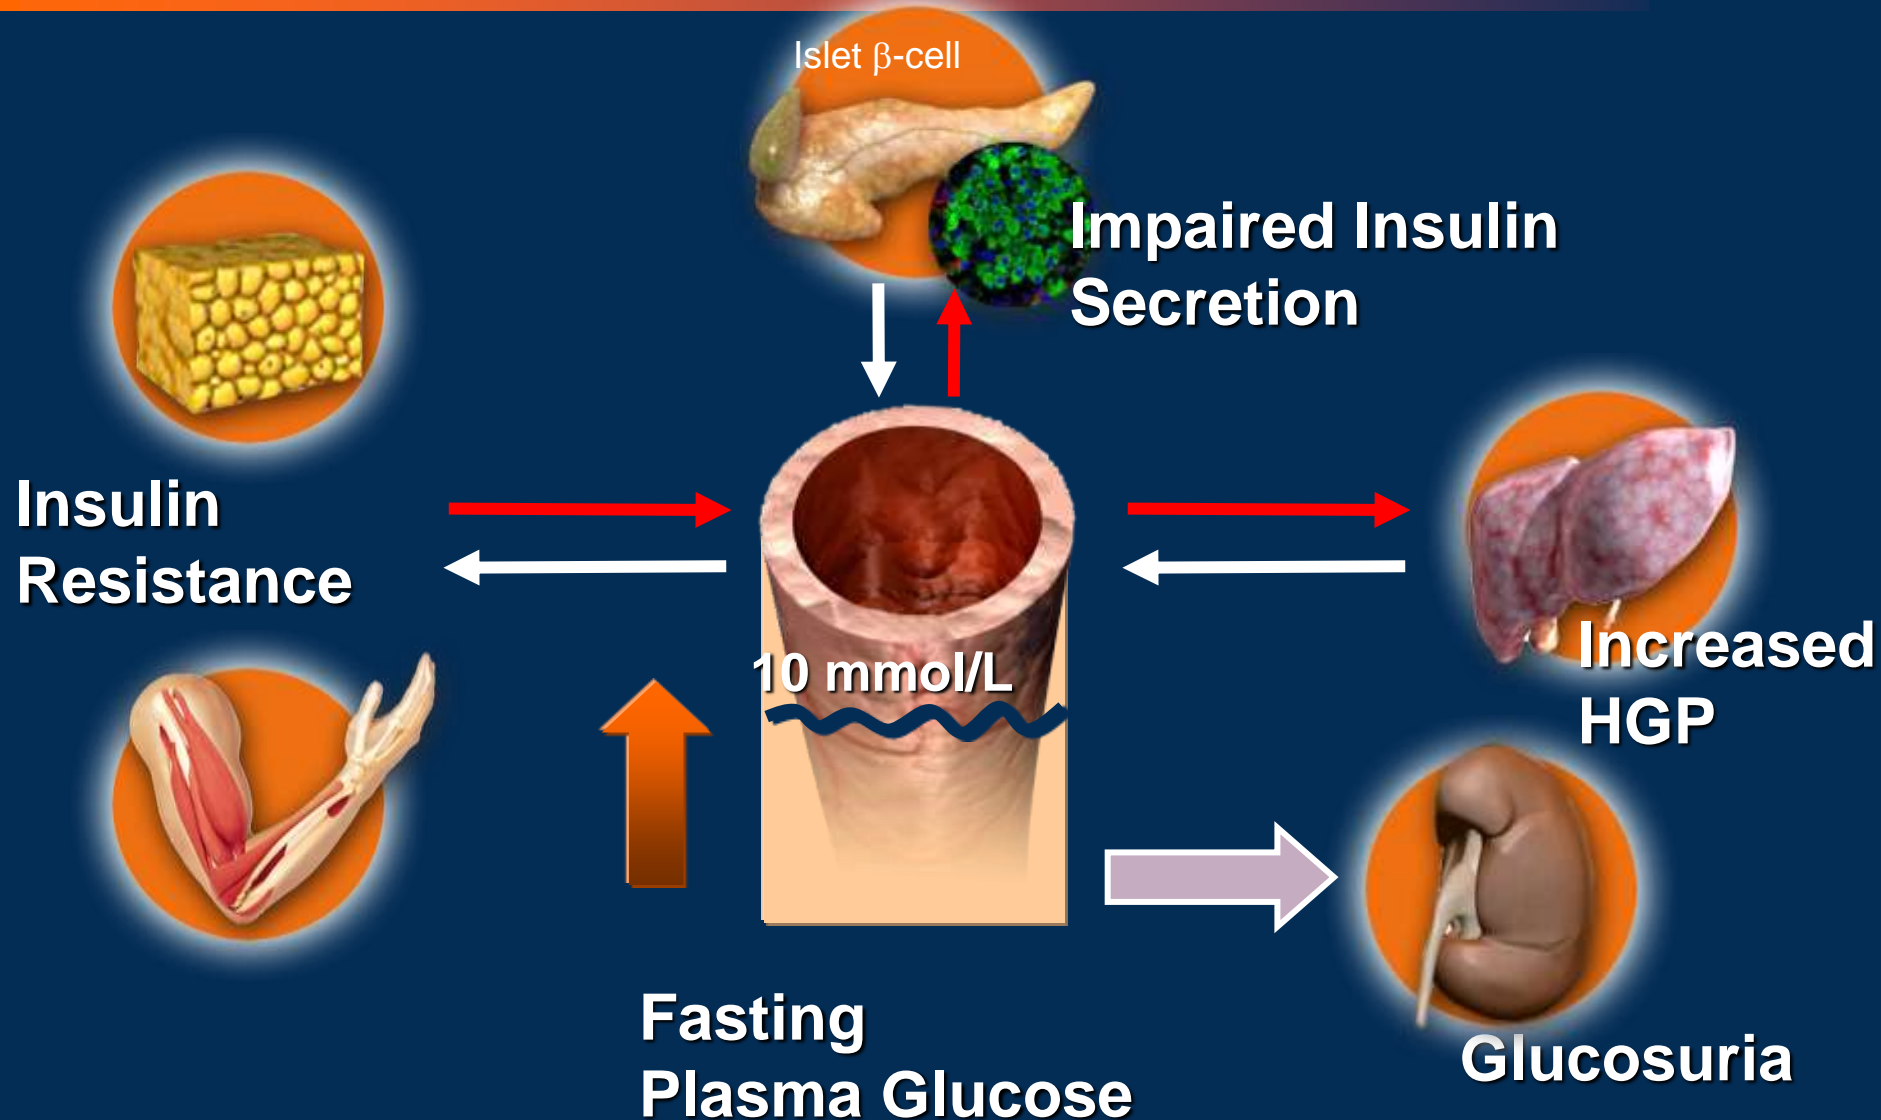 Islet β-cell
Impaired Insulin
Secretion
Insulin
Resistance
10 mmol/L
Increased
HGP
Fasting
Plasma Glucose
Glucosuria